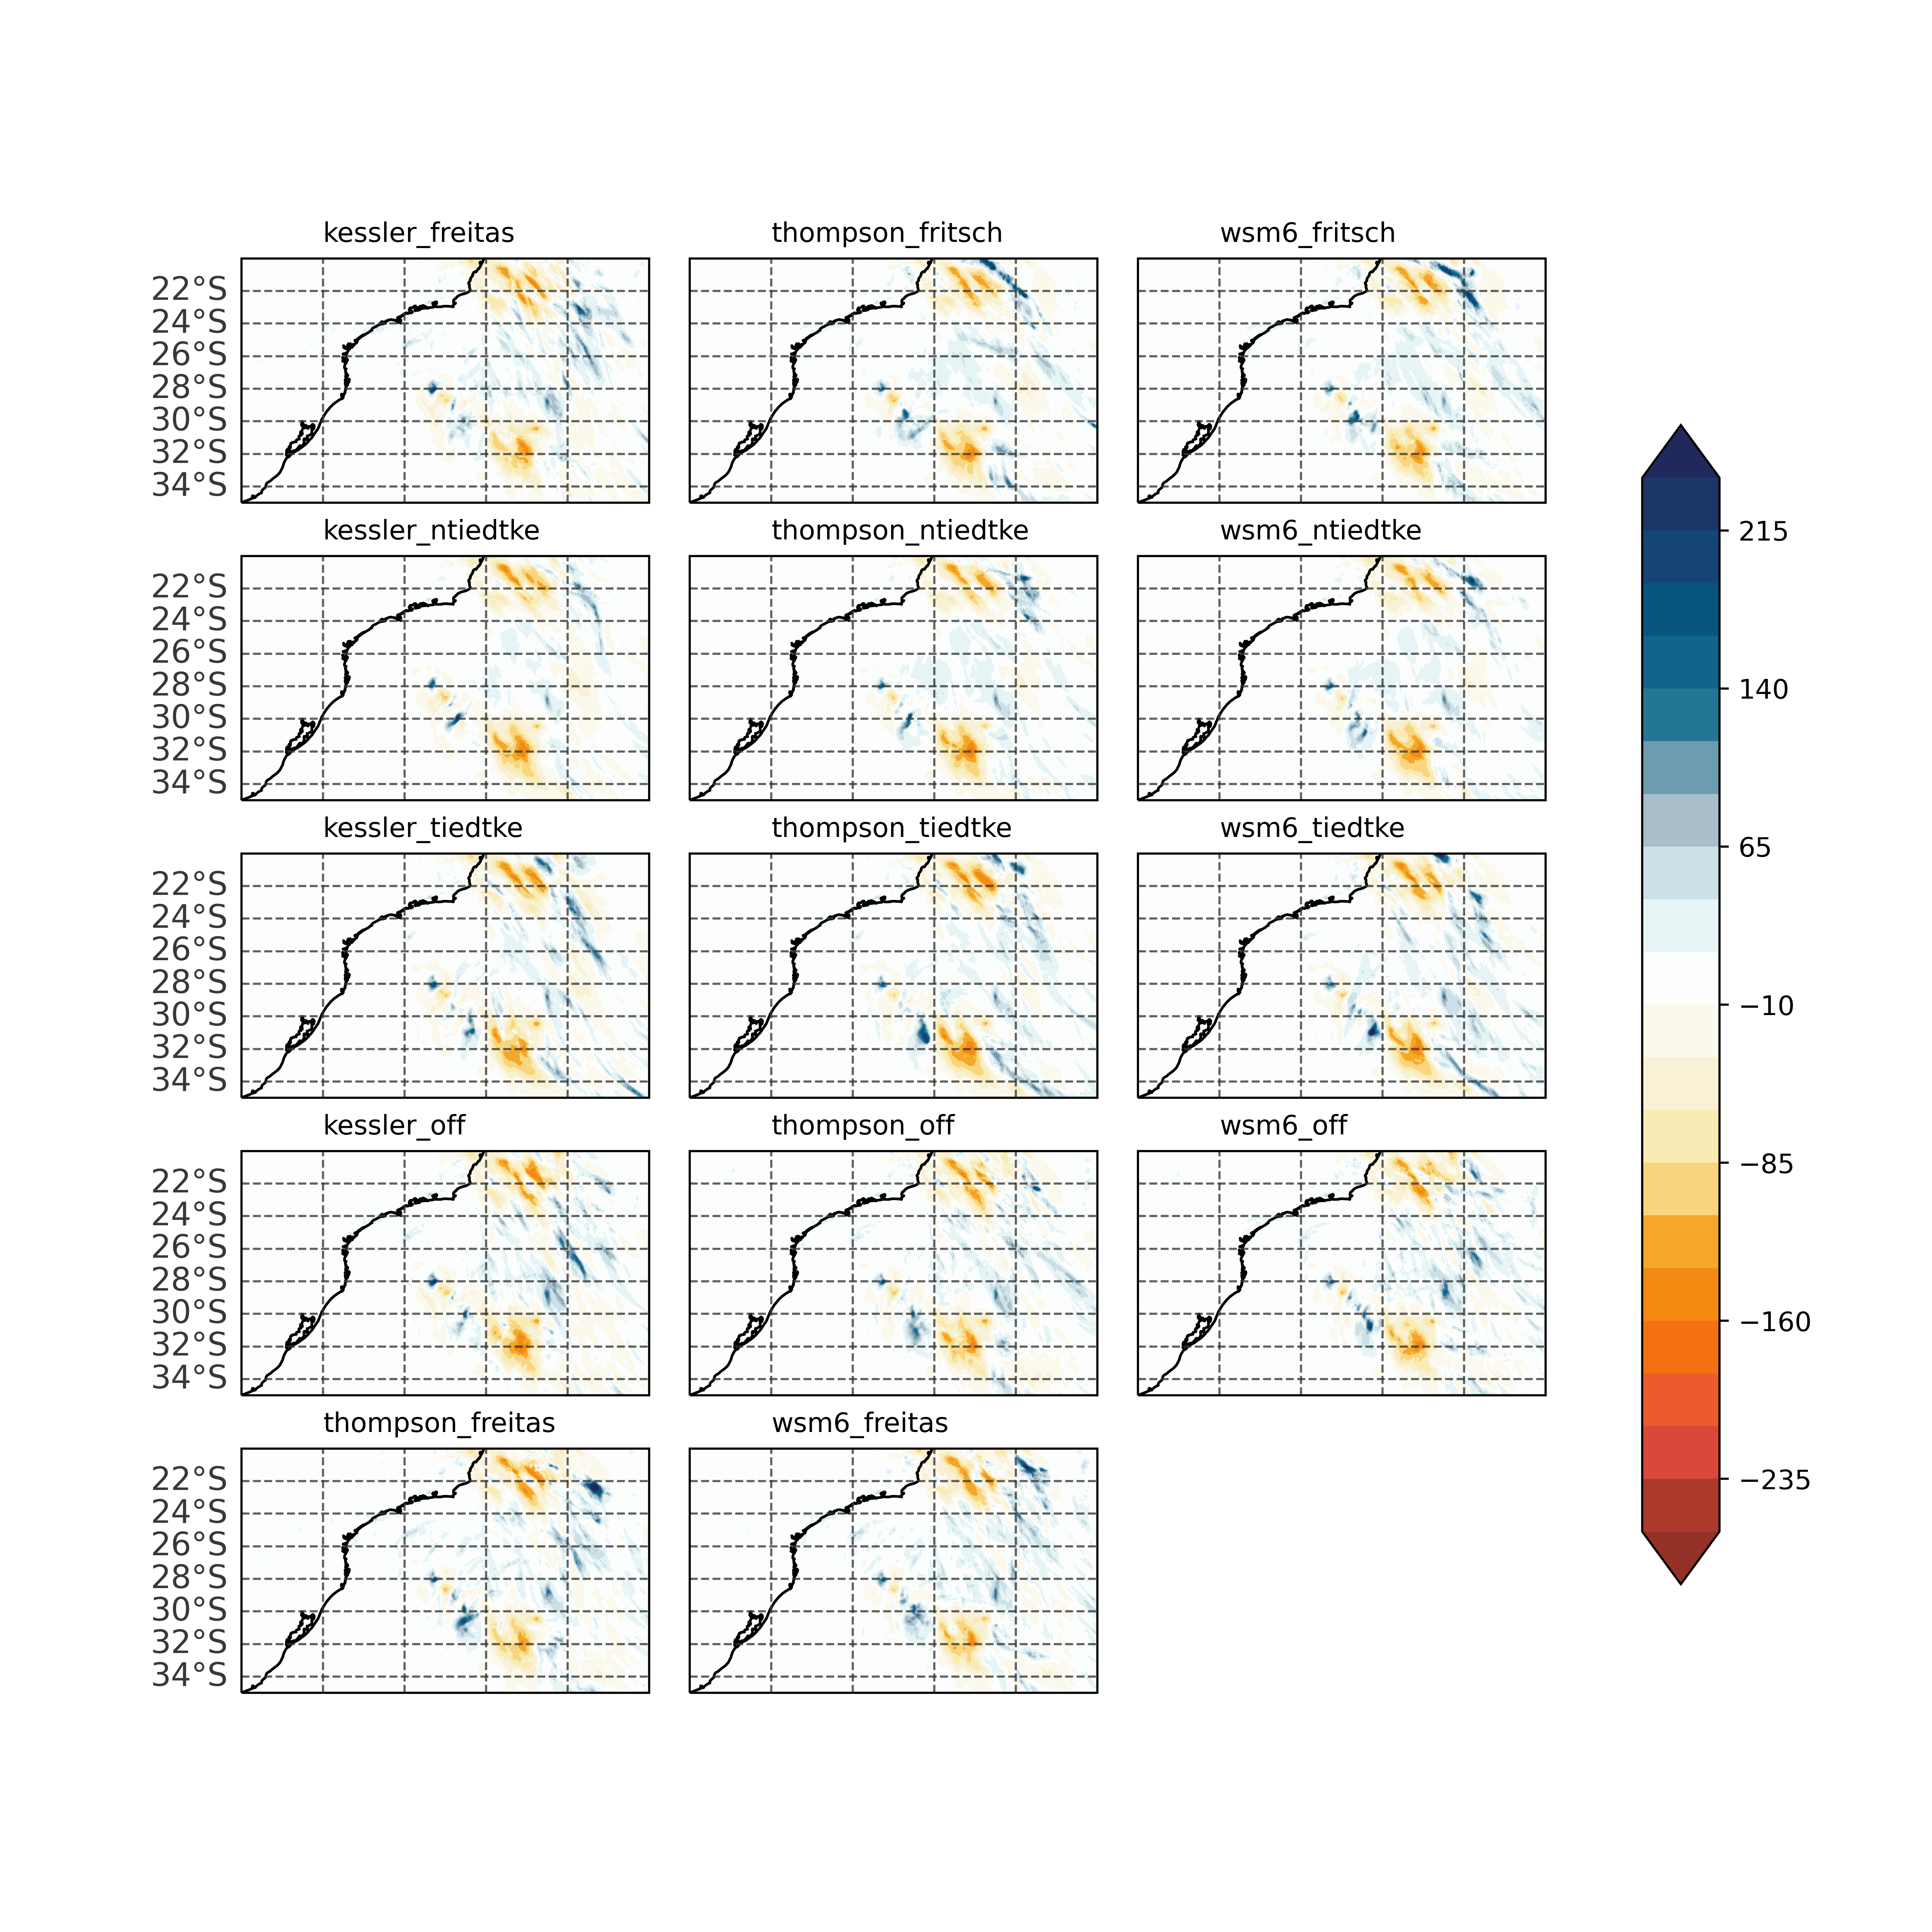 kessler_freitas thompson_fritsch wsm6_fritsch
22°S
24°S
26°S
28°S
30°S
32°S
34°S
kessler_ntiedtke thompson_ntiedtke wsm6_ntiedtke
22°S
24°S
26°S
28°S
30°S
32°S
34°S
kessler_tiedtke thompson_tiedtke wsm6_tiedtke
22°S
24°S
26°S
28°S
30°S
32°S
34°S
kessler_off thompson_off wsm6_off
22°S
24°S
26°S
28°S
30°S
32°S
34°S
thompson_freitas wsm6_freitas
22°S
24°S
26°S
28°S
30°S
32°S
34°S
215
140
65
−10
−85
−160
−235